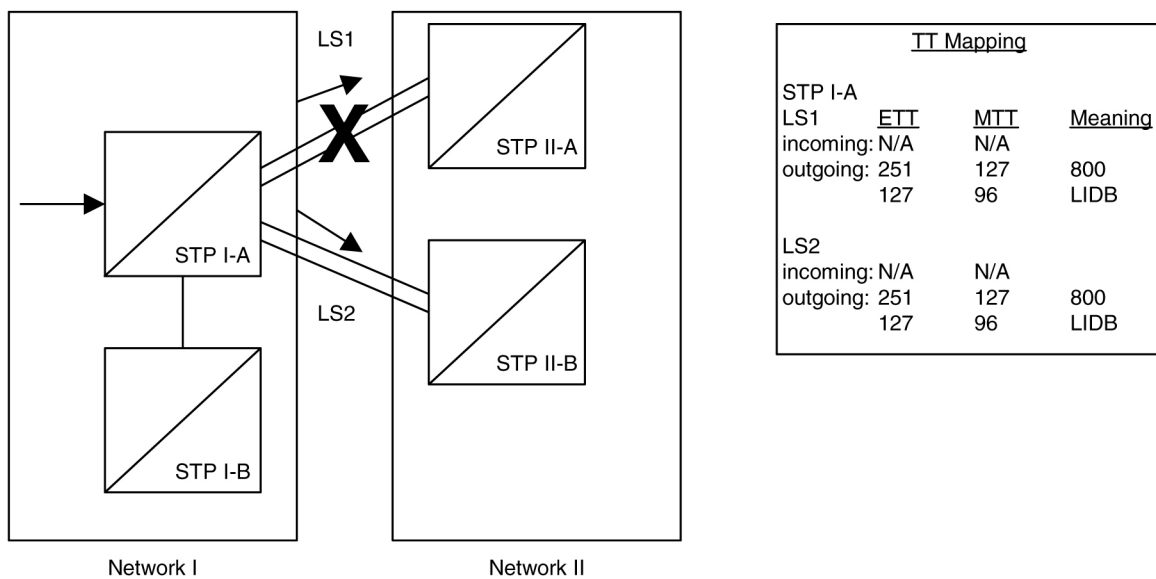 LS1
STP II-A
STP I-A
LS2
STP II-B
STP I-B
Network I
Network II
TT Mapping
STP I-A
LS1 ETT MTT Meaning
incoming: N/A N/A
outgoing: 251 127 800
127 96 LIDB
LS2
incoming: N/A N/A
outgoing: 251 127 800
127 96 LIDB
X